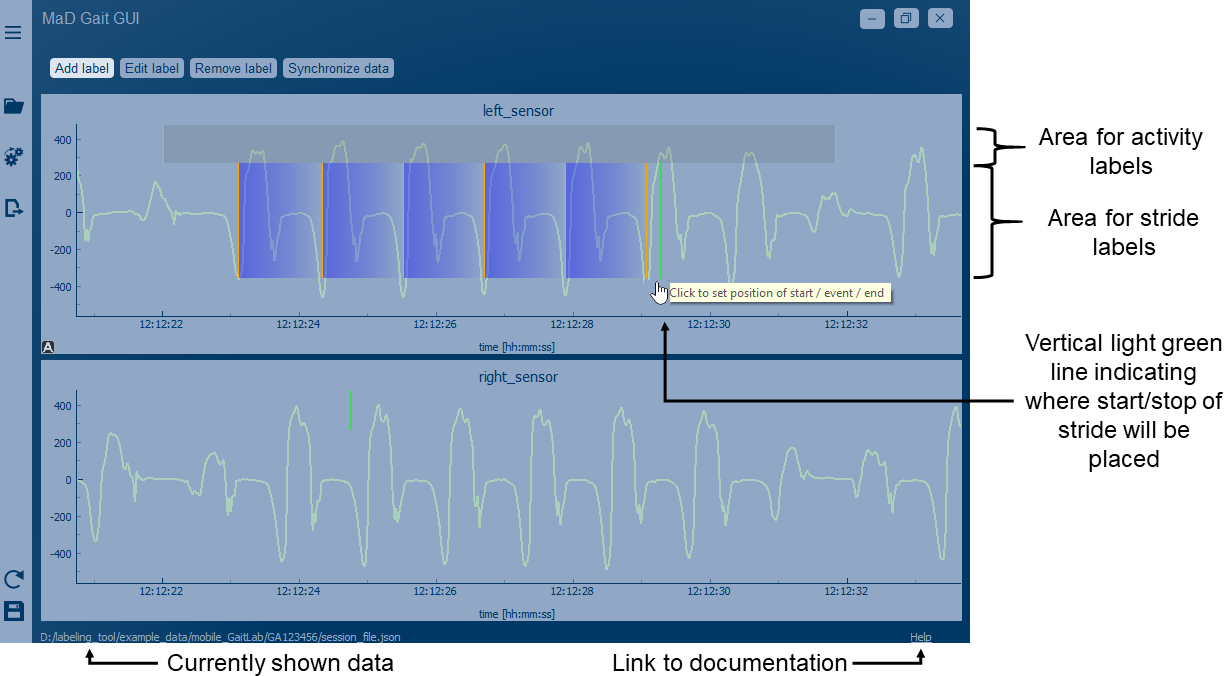 MaD Gait GUI
Add label Edit label Remove label Synchronize data
left_sensor
400
200
0
-200
-400
Click to set position of start / event / end
12:12:22 12:12:24 12:12:26 12:12:28 12:12:30 12:12:32
A
time [hh:mm:ss]
Area for activity
labels
Area for stride
labels
Vertical light green
line indicating
where start/stop of
stride will be
placed
right_sensor
400
200
0
-200
-400
12:12:22 12:12:24 12:12:26 12:12:28 12:12:30 12:12:32
time [hh:mm:ss]
D:/labeling_tool/example_data/mobile_GaitLab/GA123456/session_file.json Help
Currently shown data Link to documentation